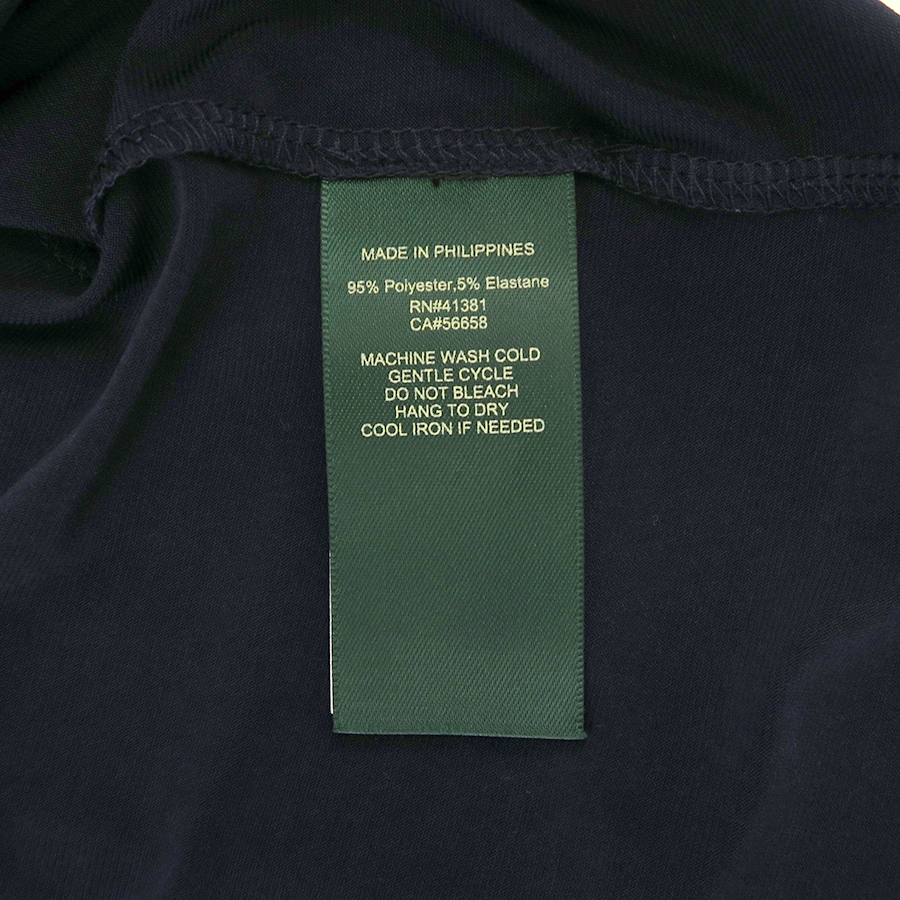 MADE IN PHILIPPINES
95% Polyester,5% Elastane
RN#41381
CA#56658
MACHINE WASH COLD
GENTLE CYCLE
DO NOT BLEACH
HANG TO DRY
COOL IRON IF NEEDED